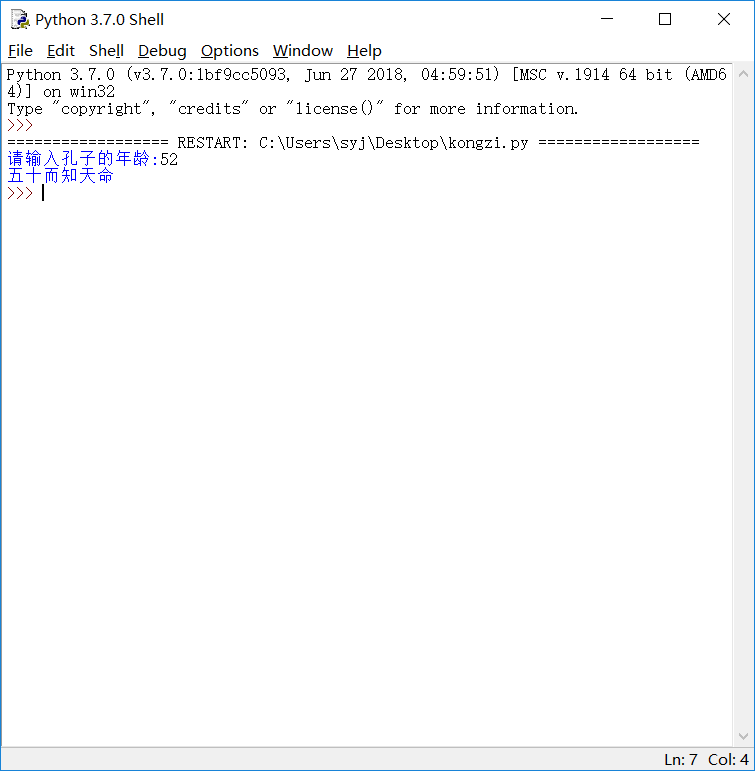 Python 3.7.0 Shell
File Edit Shell Debug Options Window Help
Python 3.7.0 (v3.7.0:1bf9cc5093, Jun 27 2018, 04:59:51) [MSC v.1914 64 bit (AMD6
4)] on win32
Type "copyright", "credits" or "license()" for more information.
>>>
================== RESTART: C:\Users\syj\Desktop\kongzi.py ==================
请输入孔子的年龄:52
五十而知天命
>>>
Ln: 7 Col: 4